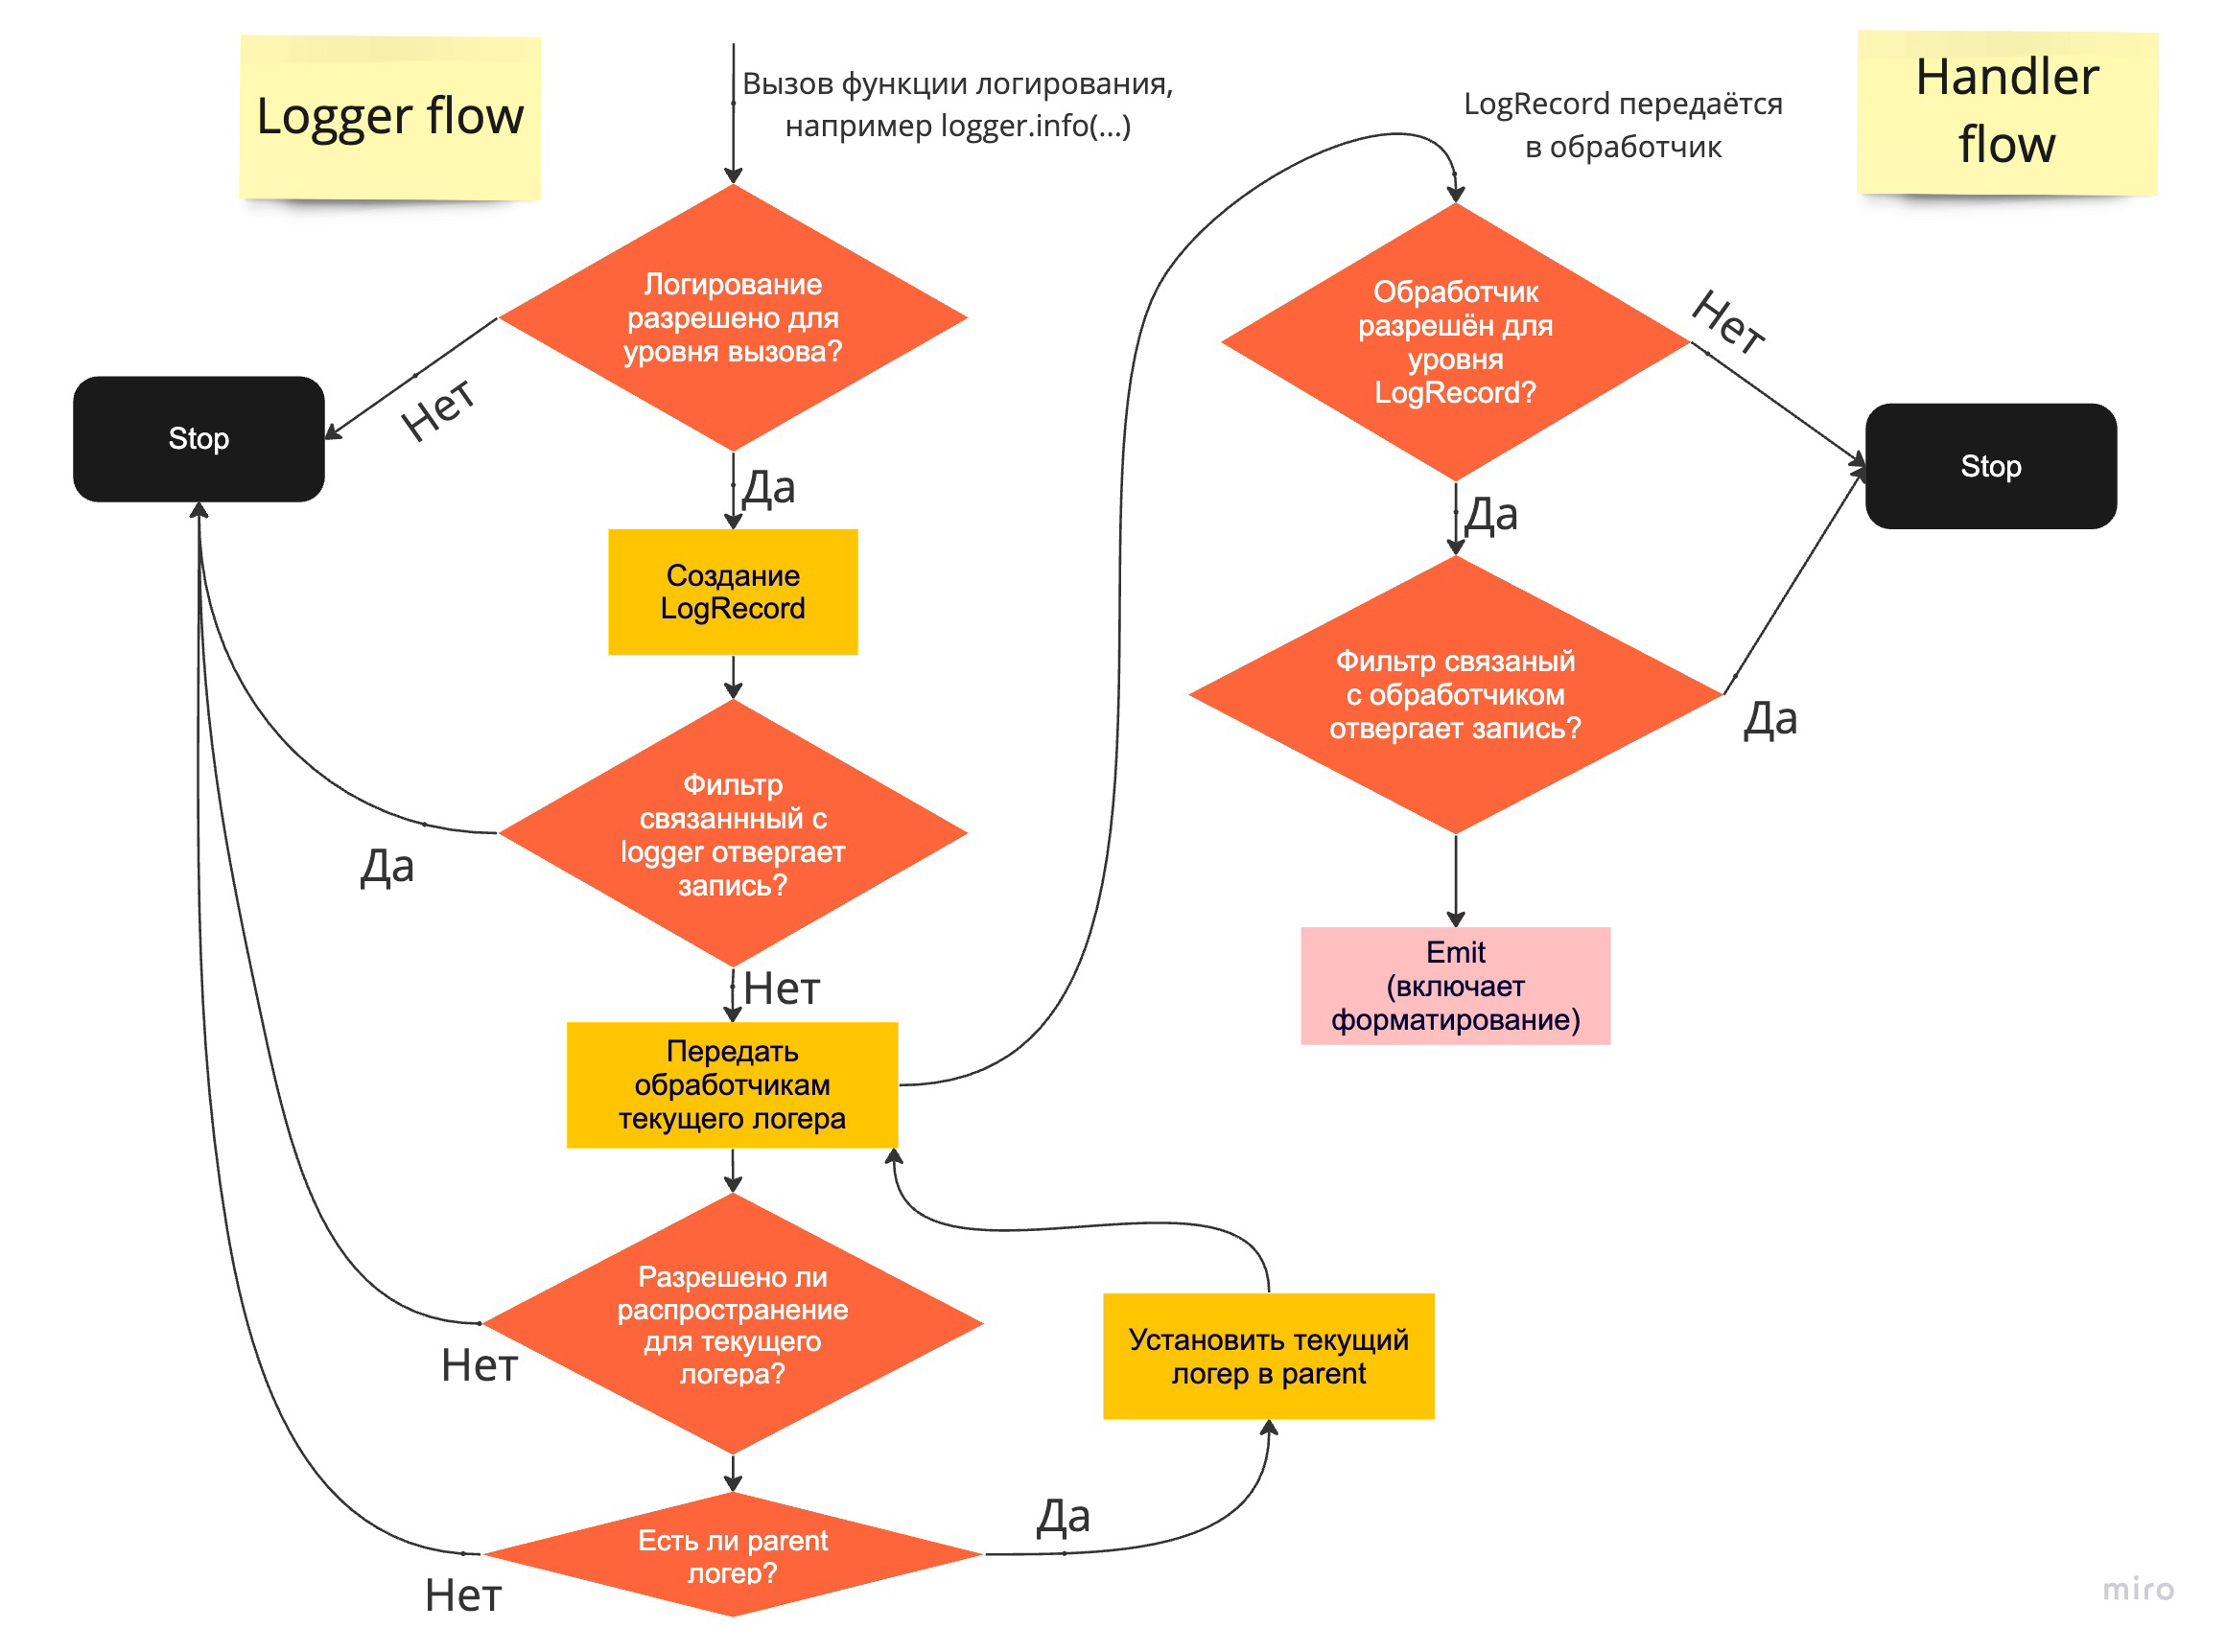 Logger flow
Вызов функции логирования,
например logger.info(...)
LogRecord передаётся
в обработчик
Handler
flow
Логирование
разрешено для
уровня вызова?
Нет
Stop
Да
Создание
LogRecord
Фильтр
связаннный с
logger отвергает
запись?
Да
Нет
Передать
обработчикам
текущего логера
Разрешено ли
распространение
для текущего
логера?
Нет
Есть ли parent
логер?
Нет
Да
Установить текущий
логер в parent
Обработчик
разрешён для
уровня
LogRecord?
Нет
Stop
Да
Фильтр связаный
с обработчиком
отвергает запись?
Да
Emit
(включает
форматирование)
miro